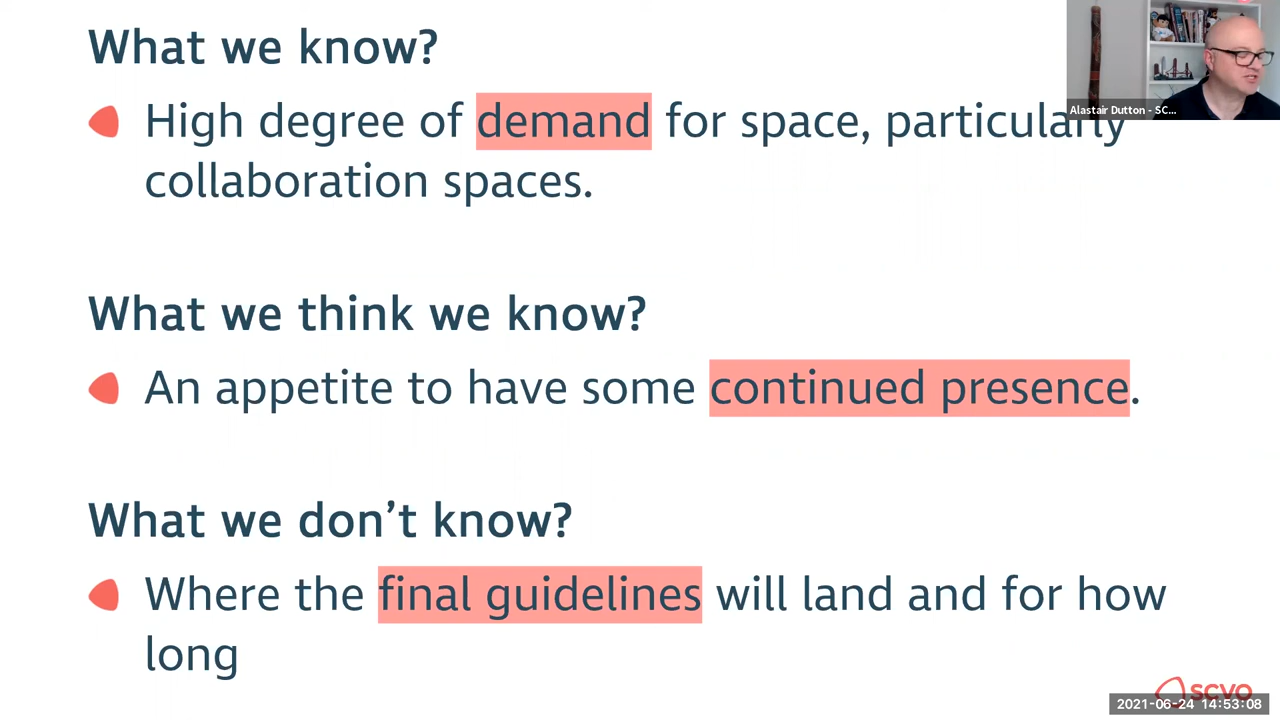 What we know?
High degree of demand for space, particularly
collaboration spaces.
Alastair Dutton - SC...
What we think we know?
An appetite to have some continued presence.
What we don’t know?
Where the final guidelines will land and for how
long
scvo
2021-06-24 14:53:08